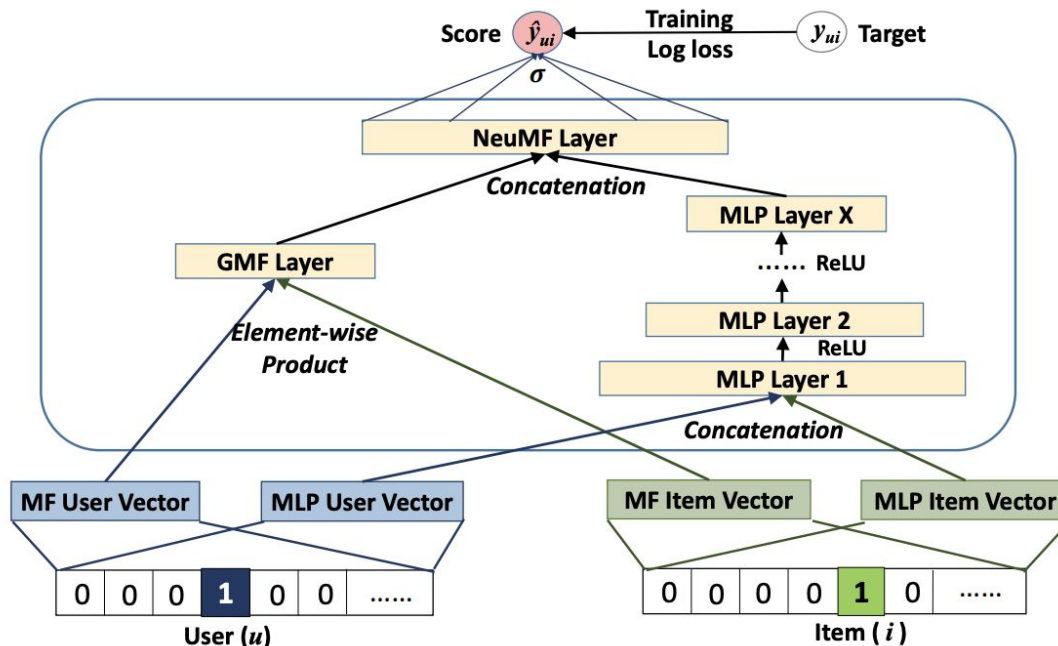 Score ŷui Training yui Target
Log loss
σ
NeuMF Layer
Concatenation
MLP Layer X
GMF Layer
...... ReLU
Element-wise
Product
MLP Layer 2
ReLU
MLP Layer 1
Concatenation
MF User Vector MLP User Vector MF Item Vector MLP Item Vector
0 0 0 1 0 0 ......
0 0 0 0 1 0 ......
User (u) Item ( i )